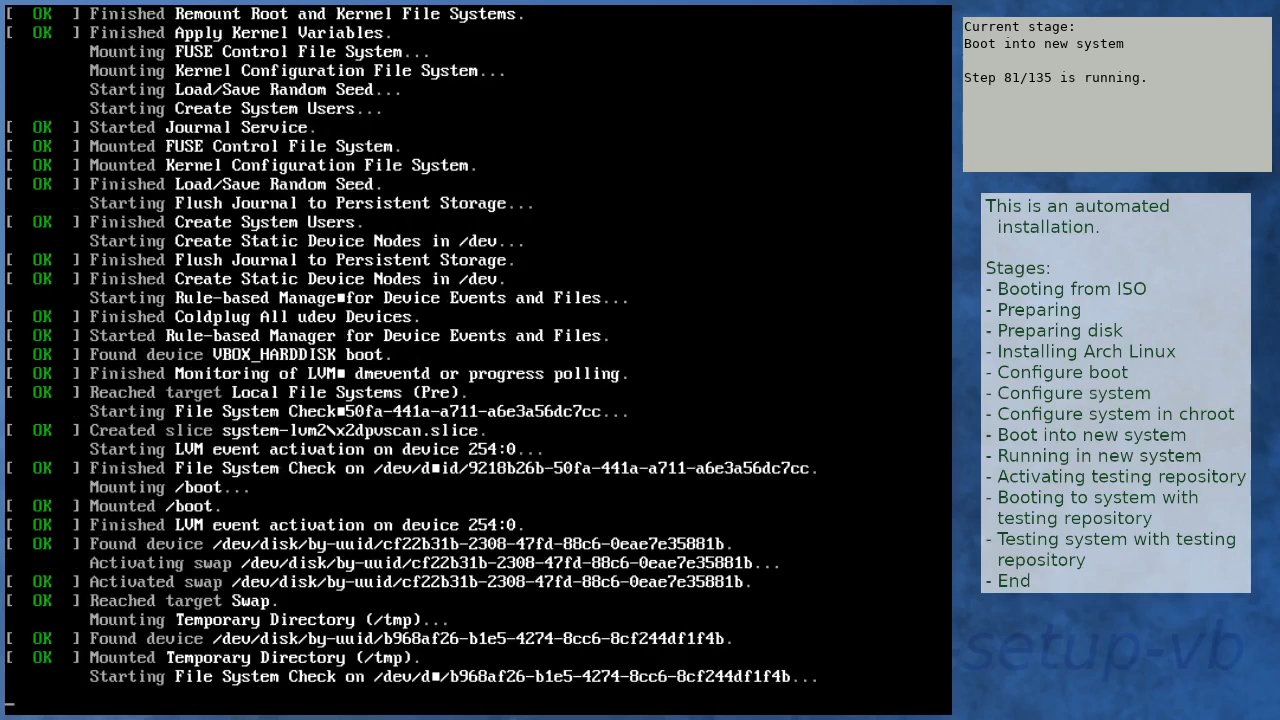 [  OK  ] Finished Remount Root and Kernel File Systems.
[  OK  ] Finished Apply Kernel Variables.
         Mounting FUSE Control File System...
         Mounting Kernel Configuration File System...
         Starting Load/Save Random Seed...
         Starting Create System Users...
[  OK  ] Started Journal Service.
[  OK  ] Mounted FUSE Control File System.
[  OK  ] Mounted Kernel Configuration File System.
[  OK  ] Finished Load/Save Random Seed.
         Starting Flush Journal to Persistent Storage...
[  OK  ] Finished Create System Users.
         Starting Create Static Device Nodes in /dev...
[  OK  ] Finished Flush Journal to Persistent Storage.
[  OK  ] Finished Create Static Device Nodes in /dev.
         Starting Rule-based Manage■for Device Events and Files...
[  OK  ] Finished Coldplug All udev Devices.
[  OK  ] Started Rule-based Manager for Device Events and Files.
[  OK  ] Found device VBOX_HARDDISK boot.
[  OK  ] Finished Monitoring of LVM■ dmeventd or progress polling.
[  OK  ] Reached target Local File Systems (Pre).
         Starting File System Check■50fa-441a-a711-a6e3a56dc7cc...
[  OK  ] Created slice system-lvm2\x2dpvscan.slice.
         Starting LVM event activation on device 254:0...
[  OK  ] Finished File System Check on /dev/d■id/9218b26b-50fa-441a-a711-a6e3a56dc7cc.
         Mounting /boot...
[  OK  ] Mounted /boot.
[  OK  ] Finished LVM event activation on device 254:0.
[  OK  ] Found device /dev/disk/by-uuid/cf22b31b-2308-47fd-88c6-0eae7e35881b.
         Activating swap /dev/disk/by-uuid/cf22b31b-2308-47fd-88c6-0eae7e35881b...
[  OK  ] Activated swap /dev/disk/by-uuid/cf22b31b-2308-47fd-88c6-0eae7e35881b.
[  OK  ] Reached target Swap.
         Mounting Temporary Directory (/tmp)...
[  OK  ] Found device /dev/disk/by-uuid/b968af26-b1e5-4274-8cc6-8cf244df1f4b.
[  OK  ] Mounted Temporary Directory (/tmp).
         Starting File System Check on /dev/d■/b968af26-b1e5-4274-8cc6-8cf244df1f4b...
_
Current stage:
Boot into new system
Step 81/135 is running.
This is an automated
installation.
Stages:
- Booting from ISO
- Preparing
- Preparing disk
- Installing Arch Linux
- Configure boot
- Configure system
- Configure system in chroot
- Boot into new system
- Running in new system
- Activating testing repository
- Booting to system with
testing repository
- Testing system with testing
repository
- End
-setup-vb